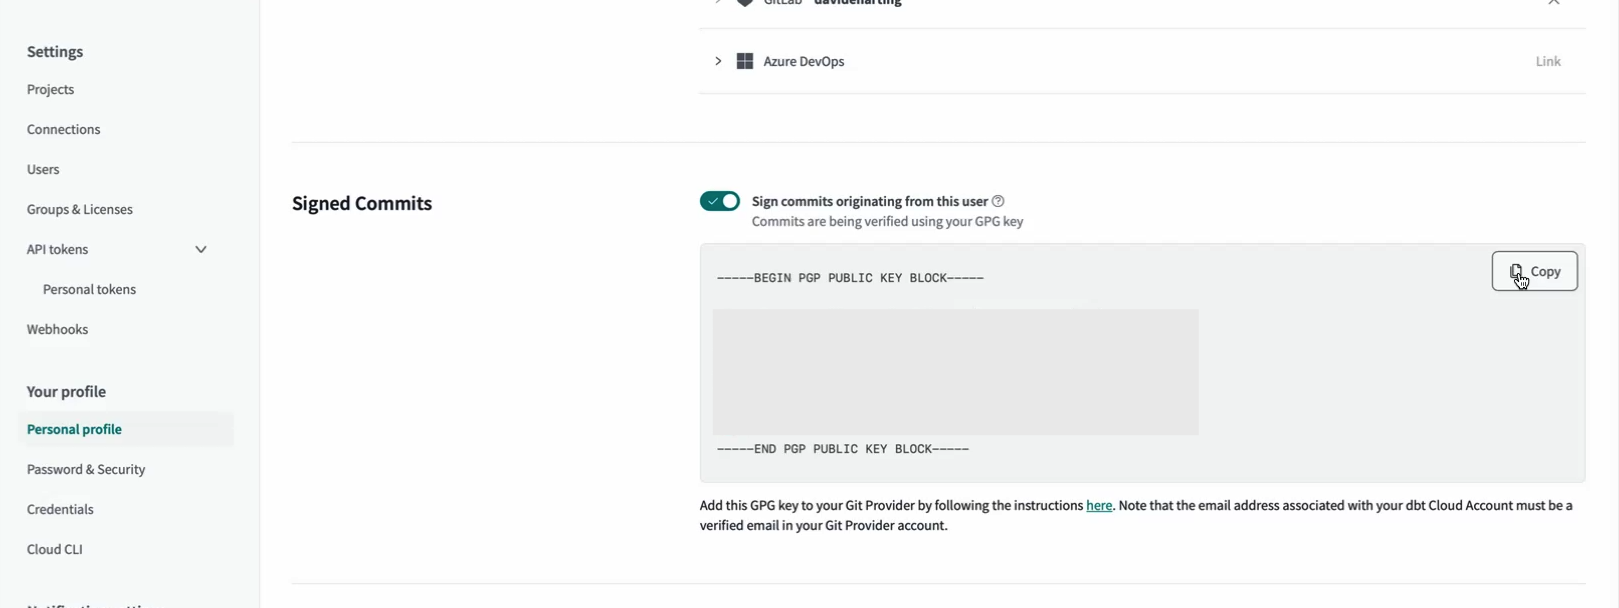 Settings
Projects
Connections
Users
Groups & Licenses
API tokens
Personal tokens
Webhooks
Your profile
Personal profile
Password & Security
Credentials
Cloud CLI
GitLab davidharting
Azure DevOps
Link
Signed Commits
Sign commits originating from this user
Commits are being verified using your GPG key
-----BEGIN PGP PUBLIC KEY BLOCK-----
Copy
-----END PGP PUBLIC KEY BLOCK-----
Add this GPG key to your Git Provider by following the instructions here. Note that the email address associated with your dbt Cloud Account must be a
verified email in your Git Provider account.